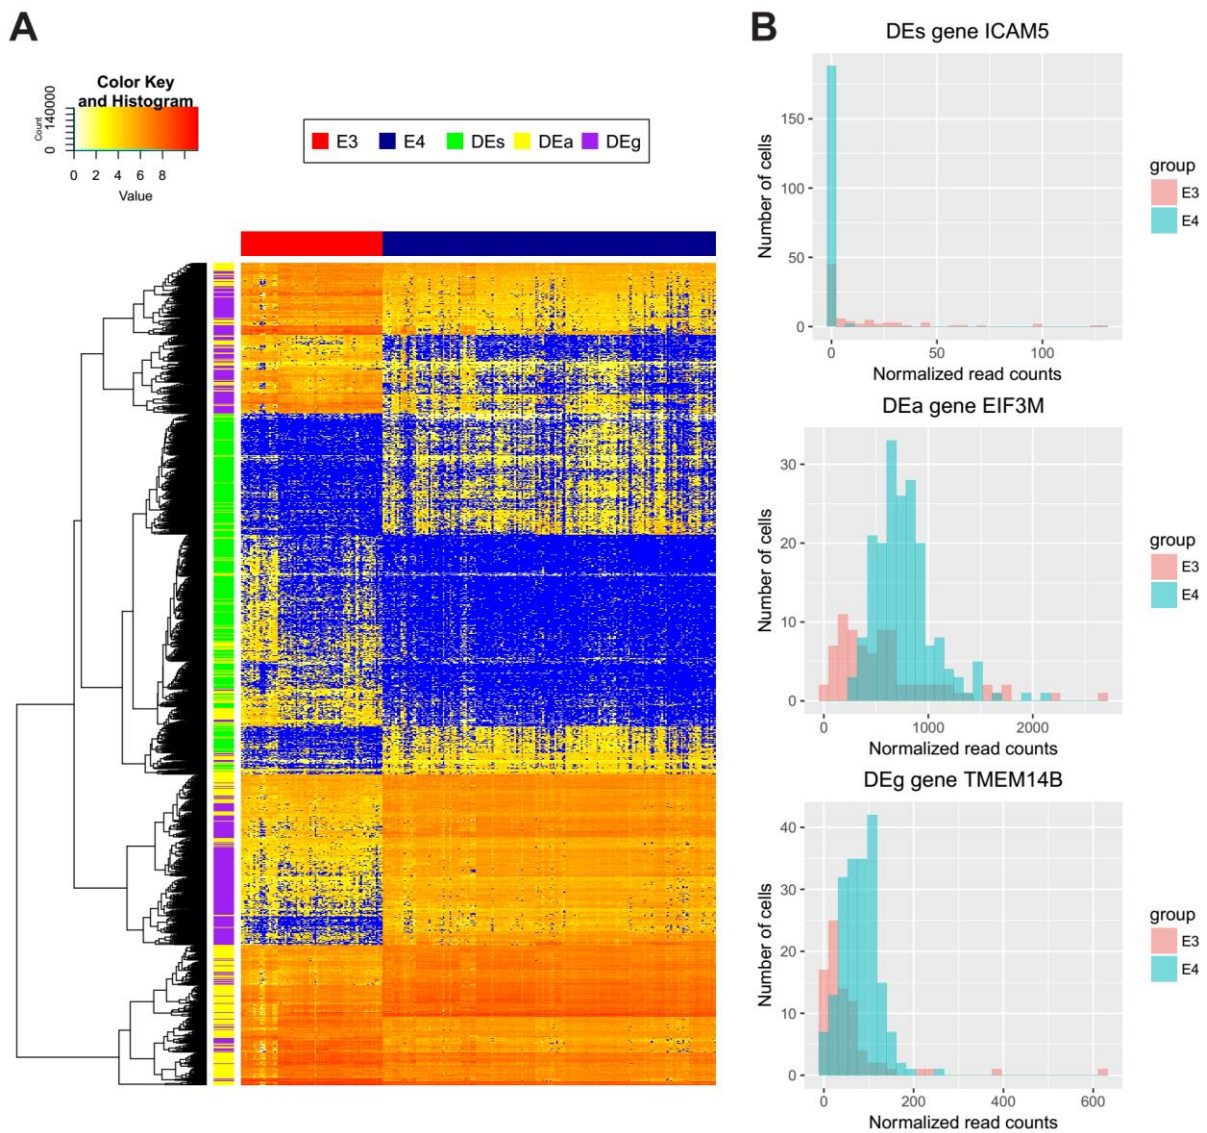 A
Color Key
and Histogram
Count
0 140000
0 2 4 6 8
Value
E3 E4 DEs DEa DEg
B
DEs gene ICAM5
Number of cells
150
100
50
0
0 50 100
Normalized read counts
group
E3
E4
DEa gene EIF3M
Number of cells
30
20
10
0
0 1000 2000
Normalized read counts
group
E3
E4
DEg gene TMEM14B
Number of cells
40
30
20
10
0
0 200 400 600
Normalized read counts
group
E3
E4